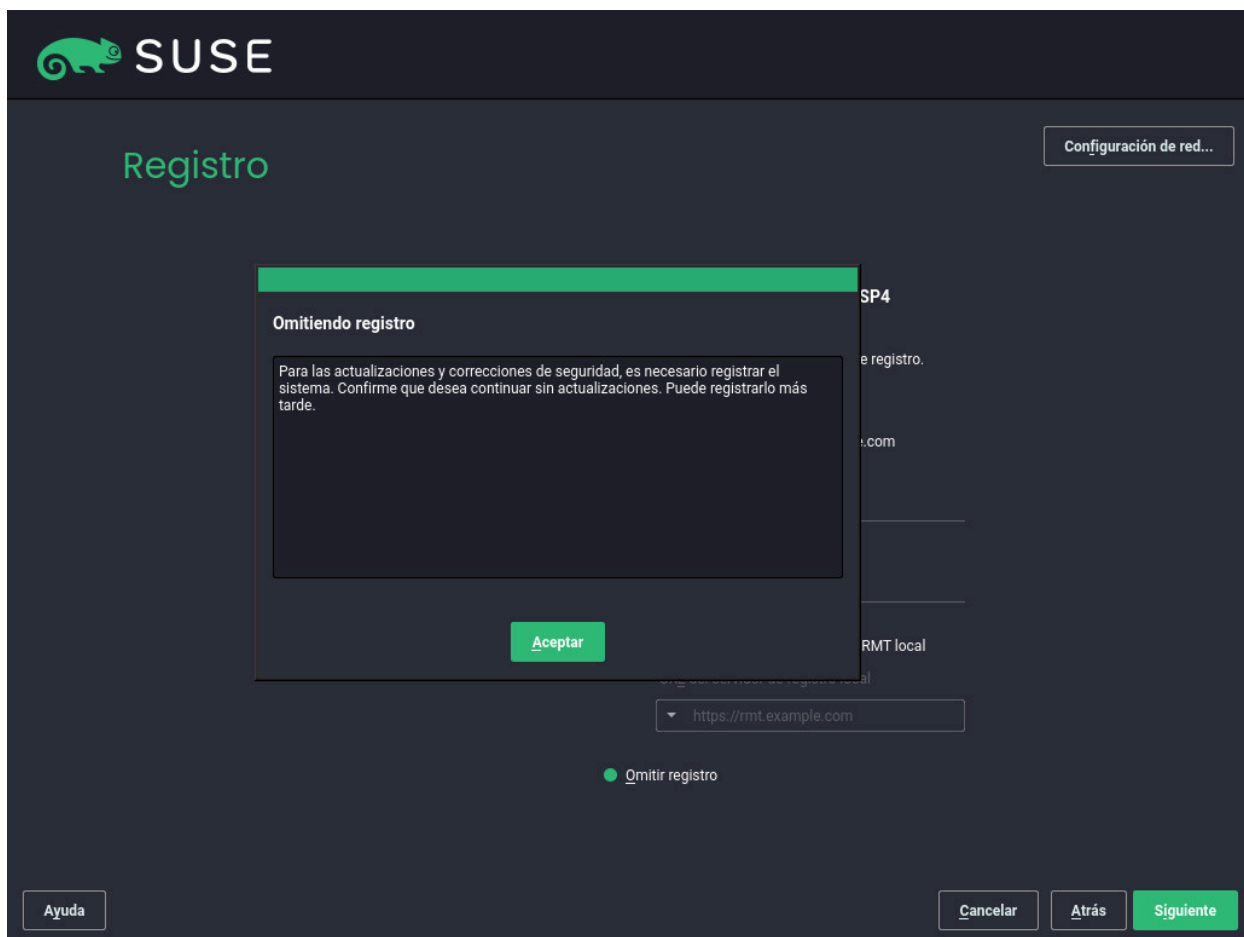 SUSE
Registro
Configuración de red...
SP4
Omitiendo registro
e registro.
Para las actualizaciones y correcciones de seguridad, es necesario registrar el
sistema. Confirme que desea continuar sin actualizaciones. Puede registrarlo más
tarde.
.com
Aceptar
RMT local
https://rmt.example.com
Omitir registro
Ayuda
Cancelar
Atrás
Siguiente